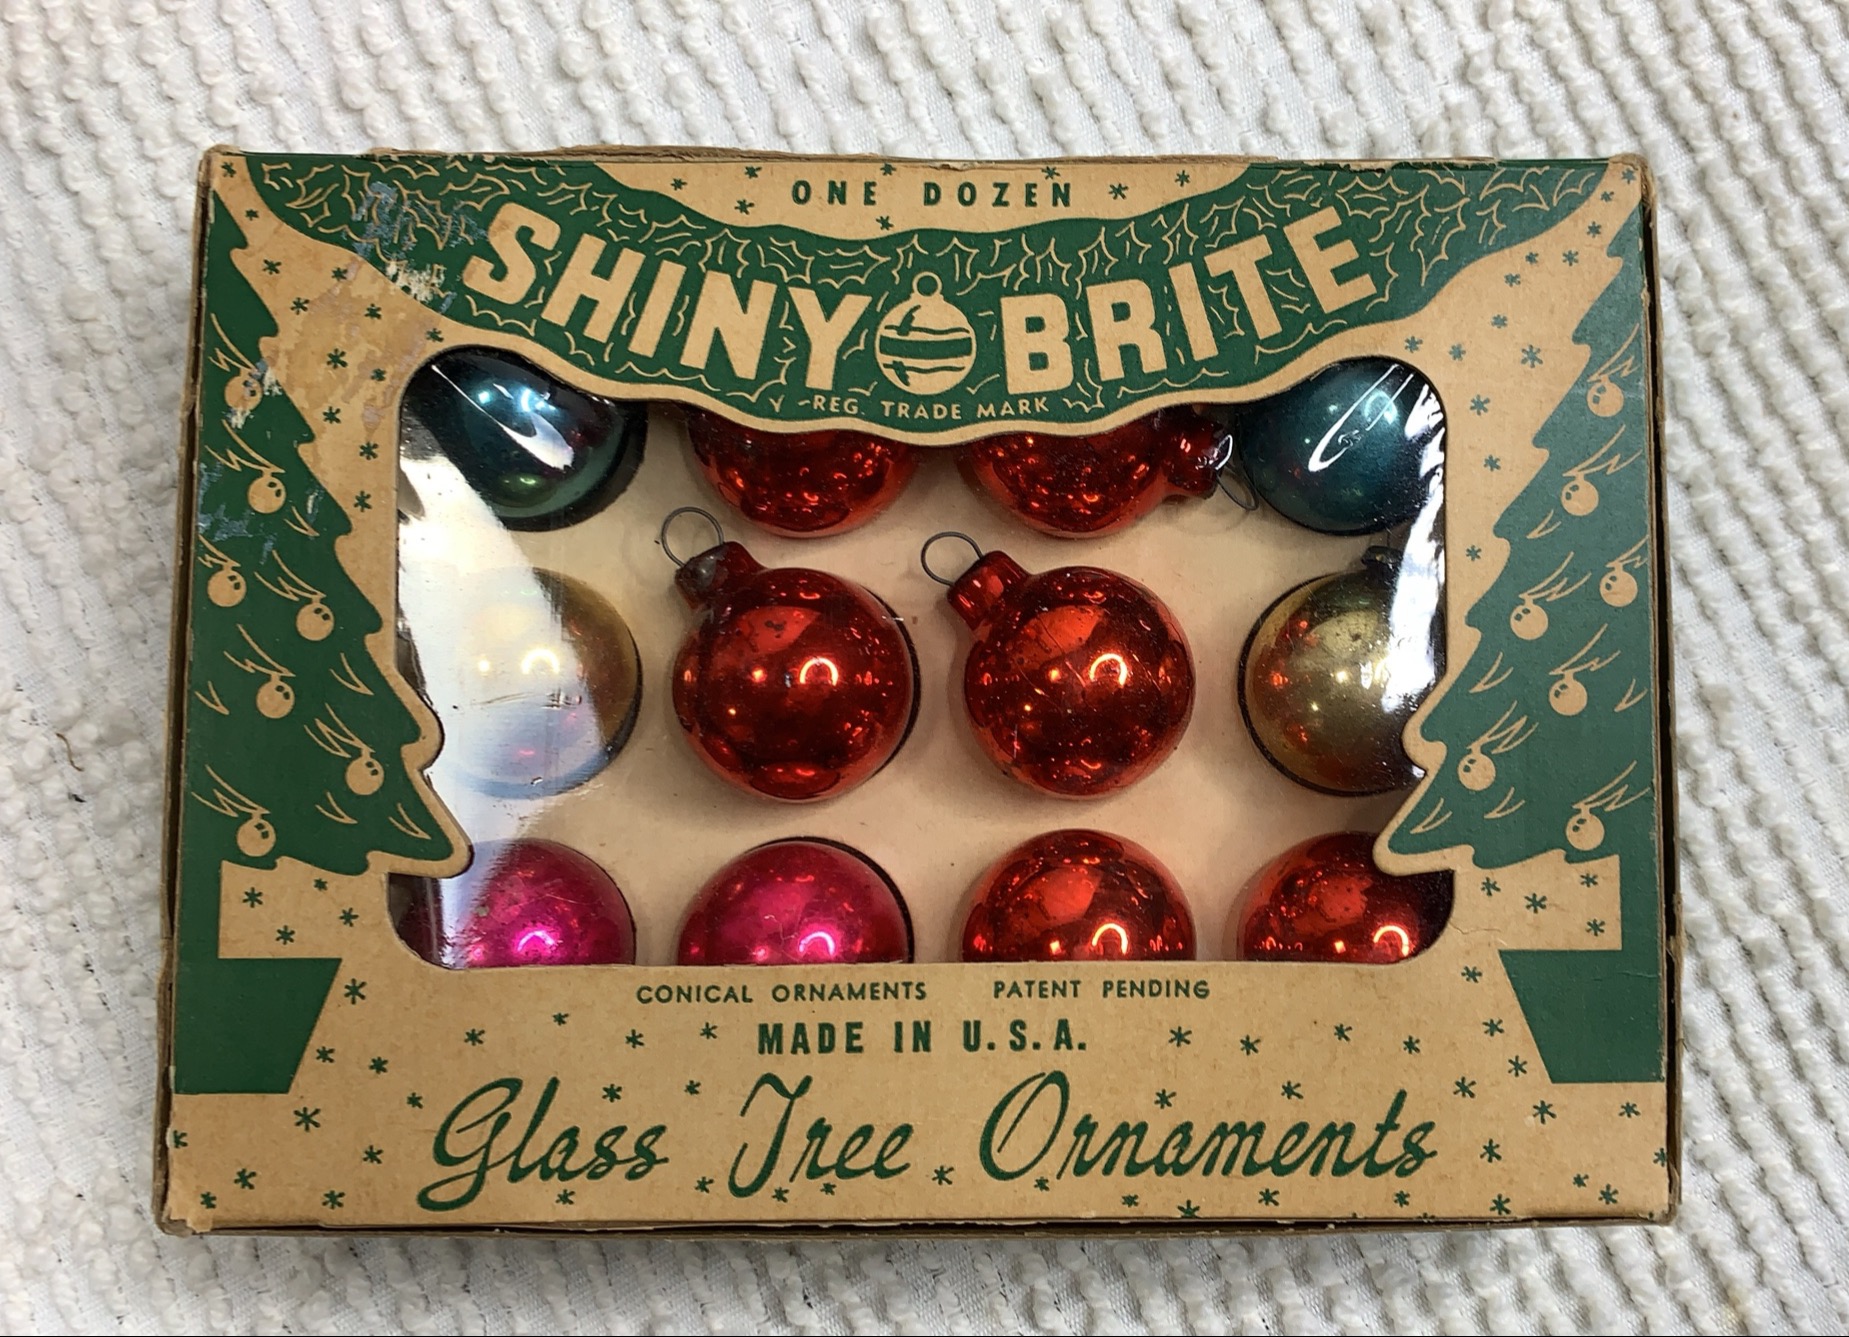 ONE DOZEN
SHINY BRITE
REG. TRADE MARK
CONICAL ORNAMENTS PATENT PENDING
MADE IN U.S.A.
Glass Tree Ornaments